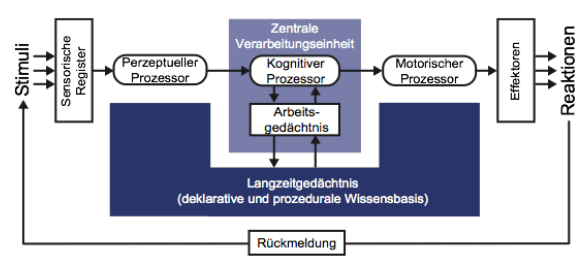 Stimuli
Sensorische
Register
Perzeptueller
Prozessor
Zentrale
Verarbeitungseinheit
Kognitiver
Prozessor
Arbeits-
gedächtnis
Motorischer
Prozessor
Effektoren
Reaktionen
Langzeitgedächtnis
(deklarative und prozedurale Wissensbasis)
Rückmeldung